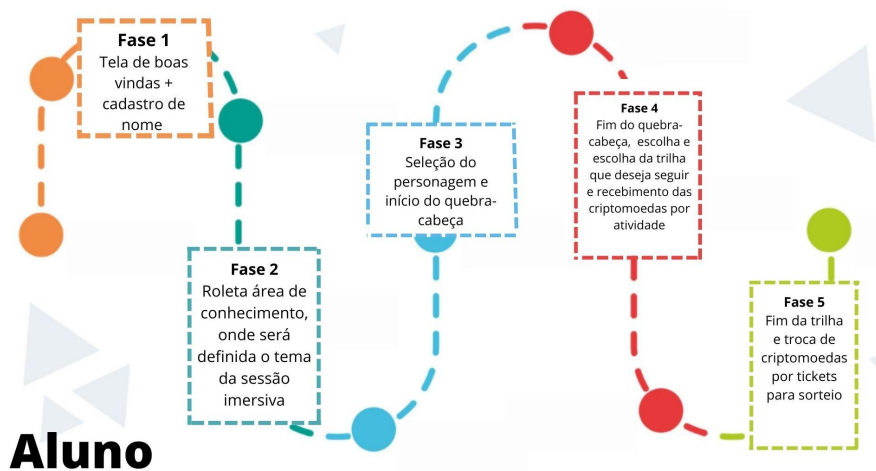 Fase 1
Tela de boas
vindas +
cadastro de
nome
Fase 2
Roleta área de
conhecimento,
onde será
definida o tema
da sessão
imersiva
Fase 3
Seleção do
personagem e
início do quebra-
cabeça
Fase 4
Fim do quebra-
cabeça, escolha e
escolha da trilha
que deseja seguir
e recebimento das
criptomoedas por
atividade
Fase 5
Fim da trilha
e troca de
criptomoedas
por tickets
para sorteio
Aluno